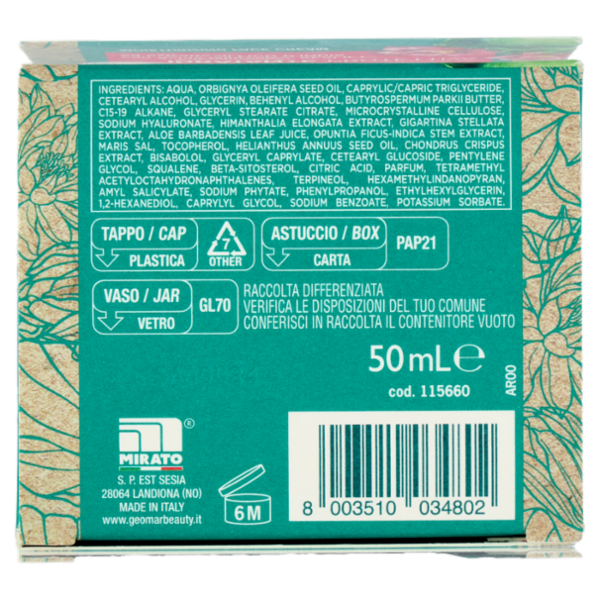 INGREDIENTS: AQUA, ORBIGNYA OLEIFERA SEED OIL, CAPRYLIC/CAPRIC TRIGLYCERIDE,
CETEARYL ALCOHOL, GLYCERIN, BEHENYL ALCOHOL, BUTYROSPERMUM PARKII BUTTER,
C15-19 ALKANE, GLYCERYL STEARATE CITRATE, MICROCRYSTALLINE CELLULOSE,
SODIUM HYALURONATE, HIMANTHALIA ELONGATA EXTRACT, GIGARTINA STELLATA
EXTRACT, ALOE BARBADENSIS LEAF JUICE, OPUNTIA FICUS-INDICA STEM EXTRACT,
MARIS SAL, TOCOPHEROL, HELIANTHUS ANNUUS SEED OIL, CHONDRUS CRISPUS
EXTRACT, BISABOLOL, GLYCERYL CAPRYLATE, CETEARYL GLUCOSIDE, PENTYLENE
GLYCOL, SQUALENE, BETA-SITOSTEROL, CITRIC ACID, PARFUM, TETRAMETHYL
ACETYLOCTAHYDRONAPHTHALENES, TERPINEOL, HEXAMETHYLINDANOPYRAN,
AMYL SALICYLATE, SODIUM PHYTATE, PHENYLPROPANOL, ETHYLHEXYLGLYCERIN,
1,2-HEXANEDIOL, CAPRYLYL GLYCOL, SODIUM BENZOATE, POTASSIUM SORBATE.
TAPPO / CAP
PLASTICA
7
OTHER
ASTUCCIO / BOX
CARTA
PAP21
VASO / JAR
VETRO
GL70
RACCOLTA DIFFERENZIATA
VERIFICA LE DISPOSIZIONI DEL TUO COMUNE
CONFERISCI IN RACCOLTA IL CONTENITORE VUOTO
50 mL ℮
cod. 115660
AR00
MIRATO ®
S. P. EST SESIA
28064 LANDIONA (NO)
MADE IN ITALY
www.geomarbeauty.it
6M
8 003510 034802